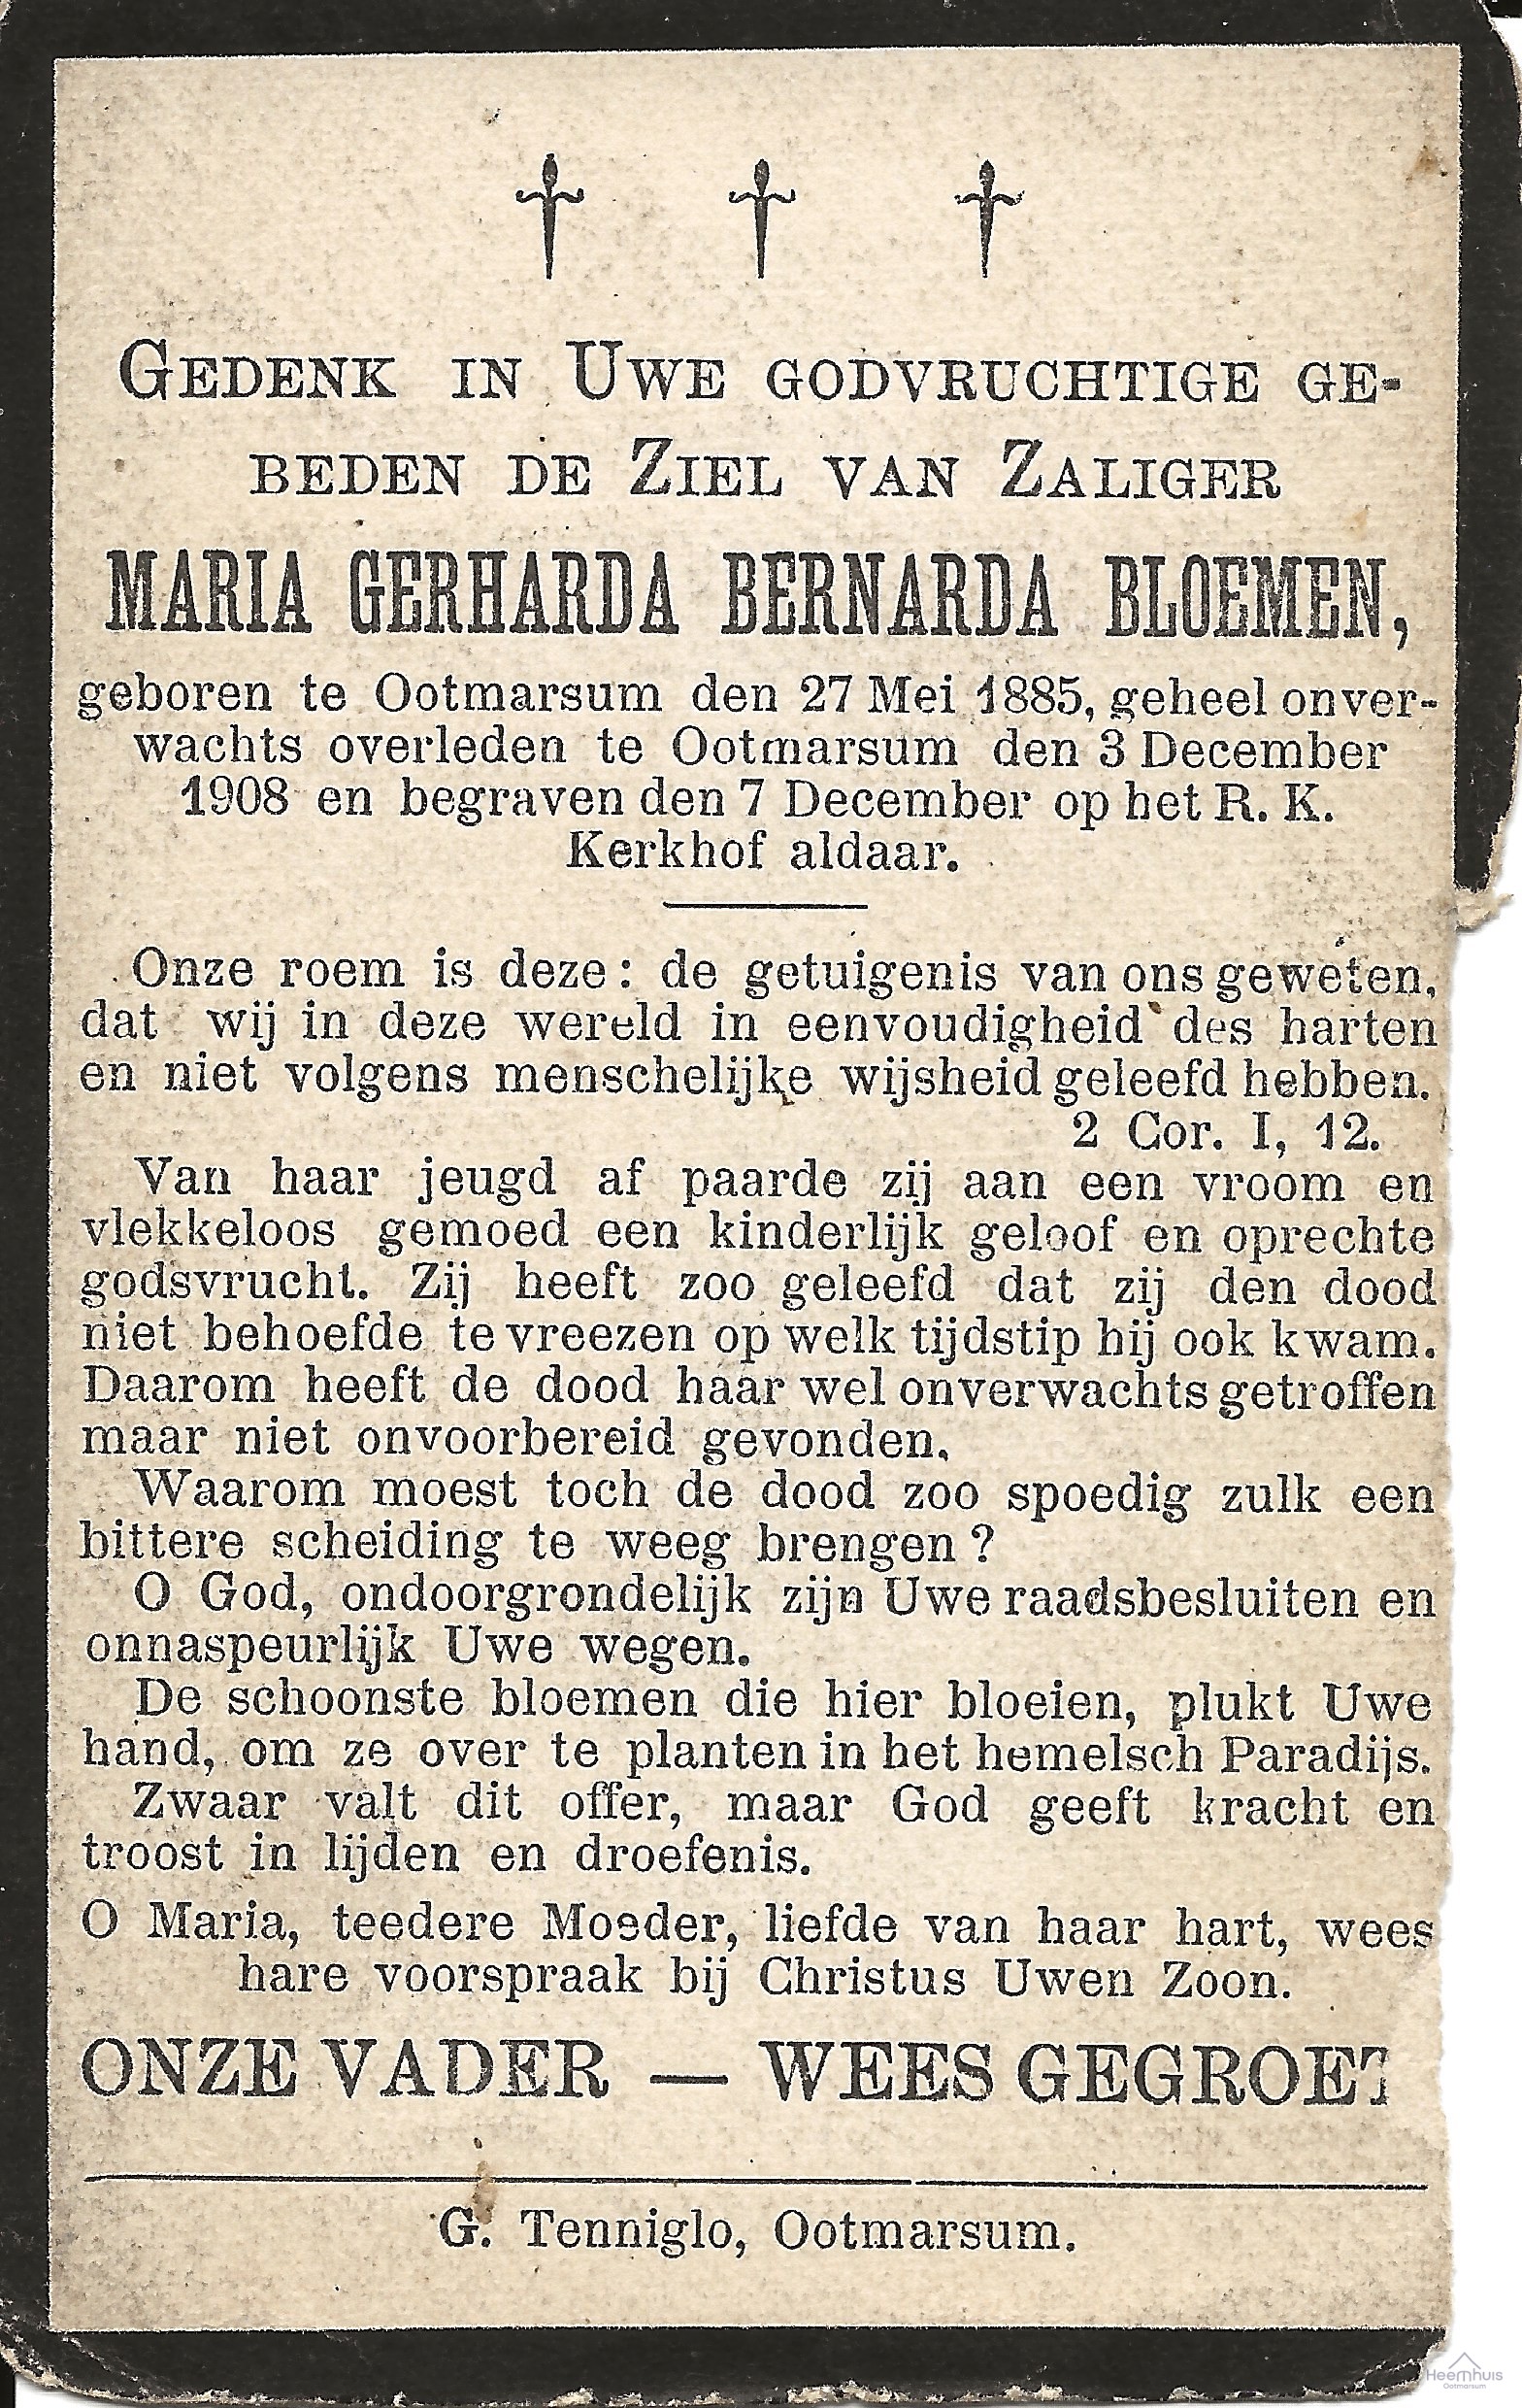 GEDENK IN UWE GODVRUCHTIGE GE-
BEDEN DE ZIEL VAN ZALIGER
MARIA GERHARDA BERNARDA BLOEMEN,
geboren te Ootmarsum den 27 Mei 1885, geheel onver-
wachts overleden te Ootmarsum den 3 December
1908 en begraven den 7 December op het R. K.
Kerkhof aldaar.
Onze roem is deze: de getuigenis van ons geweten,
dat wij in deze wereld in eenvoudigheid des harten
en niet volgens menschelijke wijsheid geleefd hebben.
2 Cor. I, 12.
Van haar jeugd af paarde zij aan een vroom en
vlekkeloos gemoed een kinderlijk geloof en oprechte
godsvrucht. Zij heeft zoo geleefd dat zij den dood
niet behoefde te vreezen op welk tijdstip hij ook kwam.
Daarom heeft de dood haar wel onverwachts getroffen
maar niet onvoorbereid gevonden.
Waarom moest toch de dood zoo spoedig zulk een
bittere scheiding te weeg brengen?
O God, ondoorgrondelijk zijn Uwe raadsbesluiten en
onnaspeurlijk Uwe wegen.
De schoonste bloemen die hier bloeien, plukt Uwe
hand, om ze over te planten in het hemelsch Paradijs.
Zwaar valt dit offer, maar God geeft kracht en
troost in lijden en droefenis.
O Maria, teedere Moeder, liefde van haar hart, wees
hare voorspraak bij Christus Uwen Zoon.
ONZE VADER — WEES GEGROET
G. Tenniglo, Ootmarsum.
Heemhuis
Ootmarsum